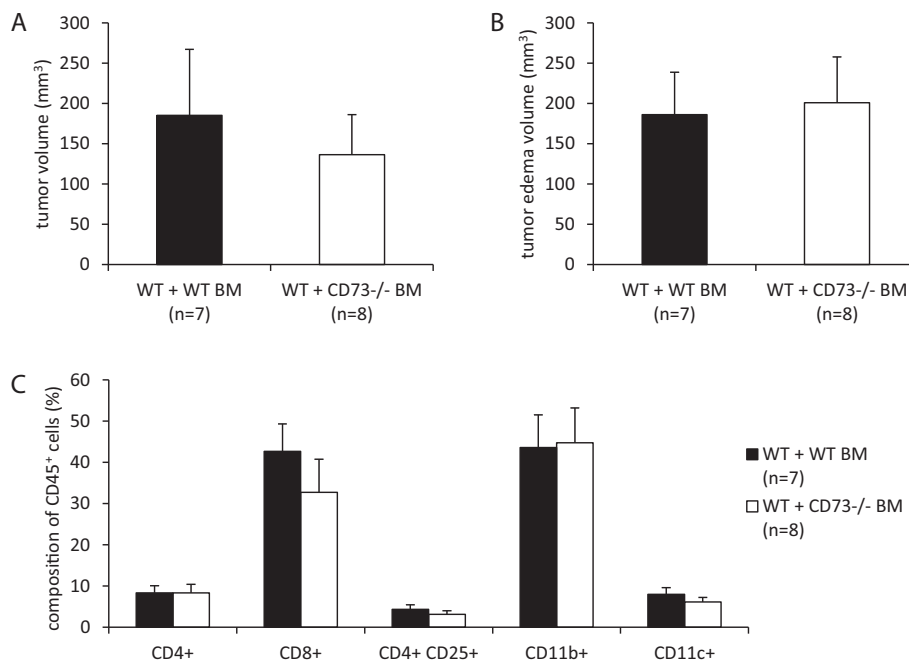 A
tumor volume (mm³)
300
250
200
150
100
50
0
WT + WT BM
(n=7)
WT + CD73-/- BM
(n=8)
B
tumor edema volume (mm³)
300
250
200
150
100
50
0
WT + WT BM
(n=7)
WT + CD73-/- BM
(n=8)
C
composition of CD45⁺ cells (%)
60
50
40
30
20
10
0
CD4+
CD8+
CD4+ CD25+
CD11b+
CD11c+
WT + WT BM
(n=7)
WT + CD73-/- BM
(n=8)